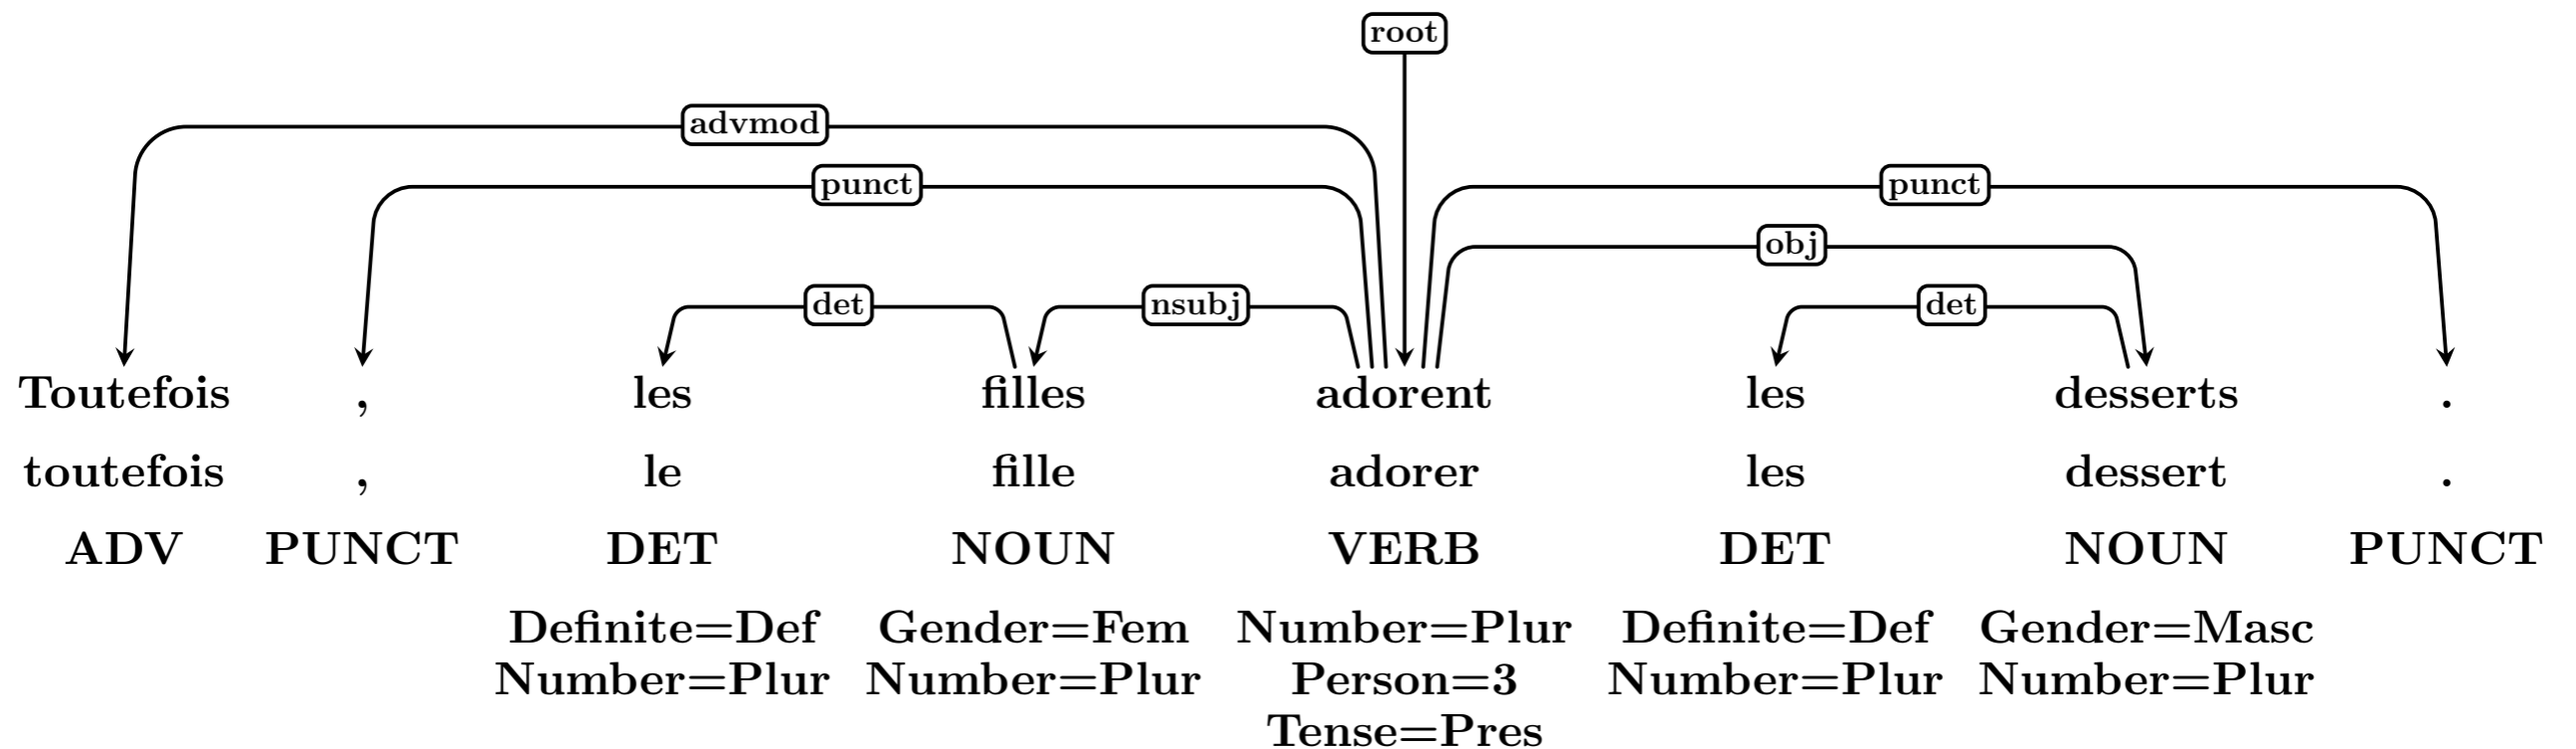 root
advmod
punct punct
obj
det nsubj det
Toutefois , les filles adorent les desserts .
toutefois , le fille adorer les dessert .
ADV PUNCT DET NOUN VERB DET NOUN PUNCT
Definite=Def Gender=Fem Number=Plur Definite=Def Gender=Masc
Number=Plur Number=Plur Person=3 Number=Plur Number=Plur
Tense=Pres